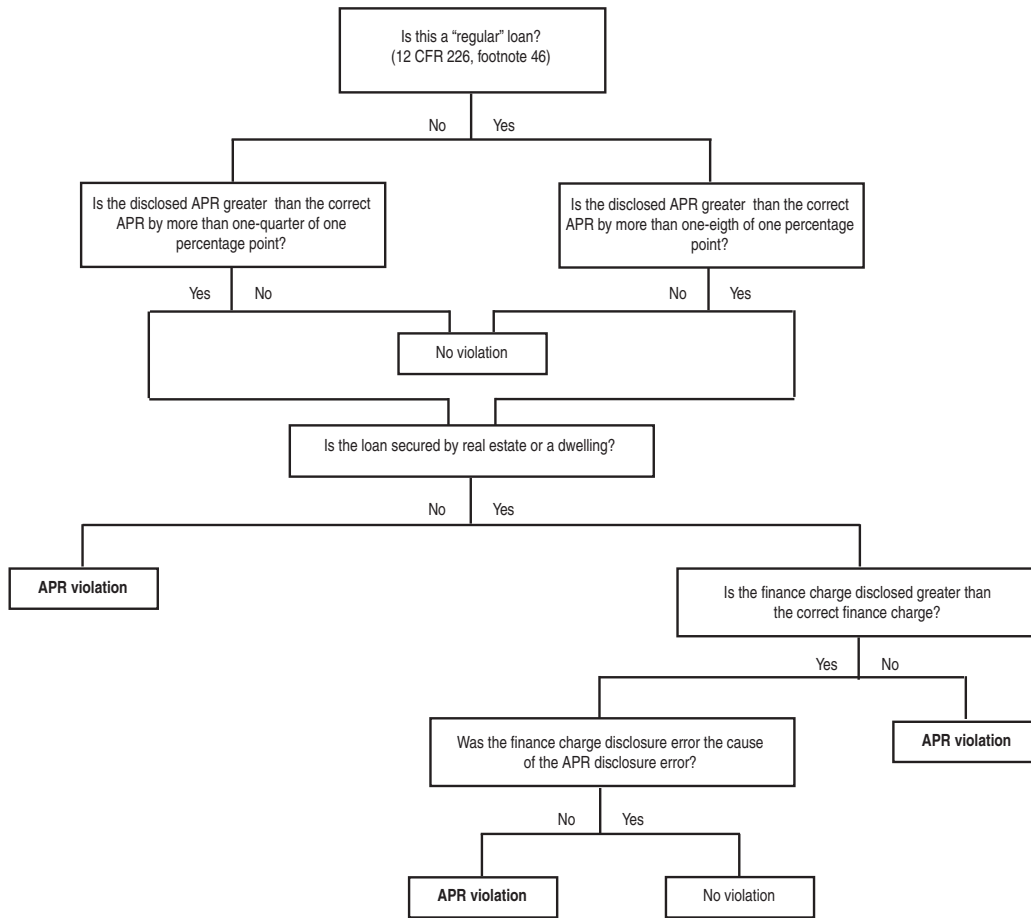 Is this a “regular” loan?
(12 CFR 226, footnote 46)
No
Yes
Is the disclosed APR greater than the correct
APR by more than one-quarter of one
percentage point?
Is the disclosed APR greater than the correct
APR by more than one-eigth of one percentage
point?
Yes
No
No
Yes
No violation
Is the loan secured by real estate or a dwelling?
No
Yes
APR violation
Is the finance charge disclosed greater than
the correct finance charge?
Yes
No
Was the finance charge disclosure error the cause
of the APR disclosure error?
APR violation
No
Yes
APR violation
No violation